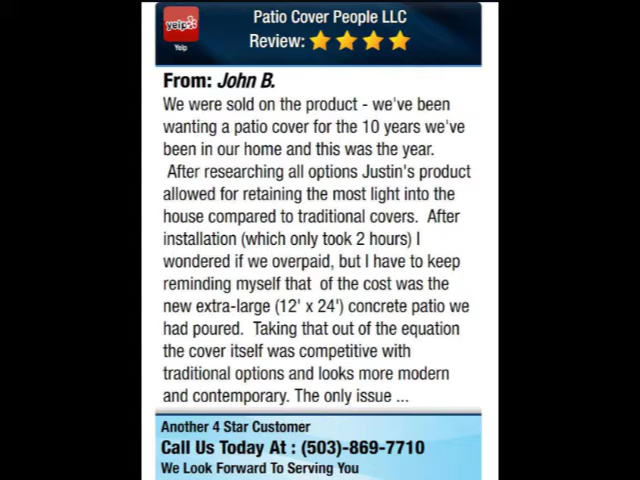 Patio Cover People LLC
yelp
Yelp
Review:
From: John B.
We were sold on the product - we've been
wanting a patio cover for the 10 years we've
been in our home and this was the year.
After researching all options Justin's product
allowed for retaining the most light into the
house compared to traditional covers. After
installation (which only took 2 hours) I
wondered if we overpaid, but I have to keep
reminding myself that of the cost was the
new extra-large (12' x 24') concrete patio we
had poured. Taking that out of the equation
the cover itself was competitive with
traditional options and looks more modern
and contemporary. The only issue ...
Another 4 Star Customer
Call Us Today At : (503)-869-7710
We Look Forward To Serving You